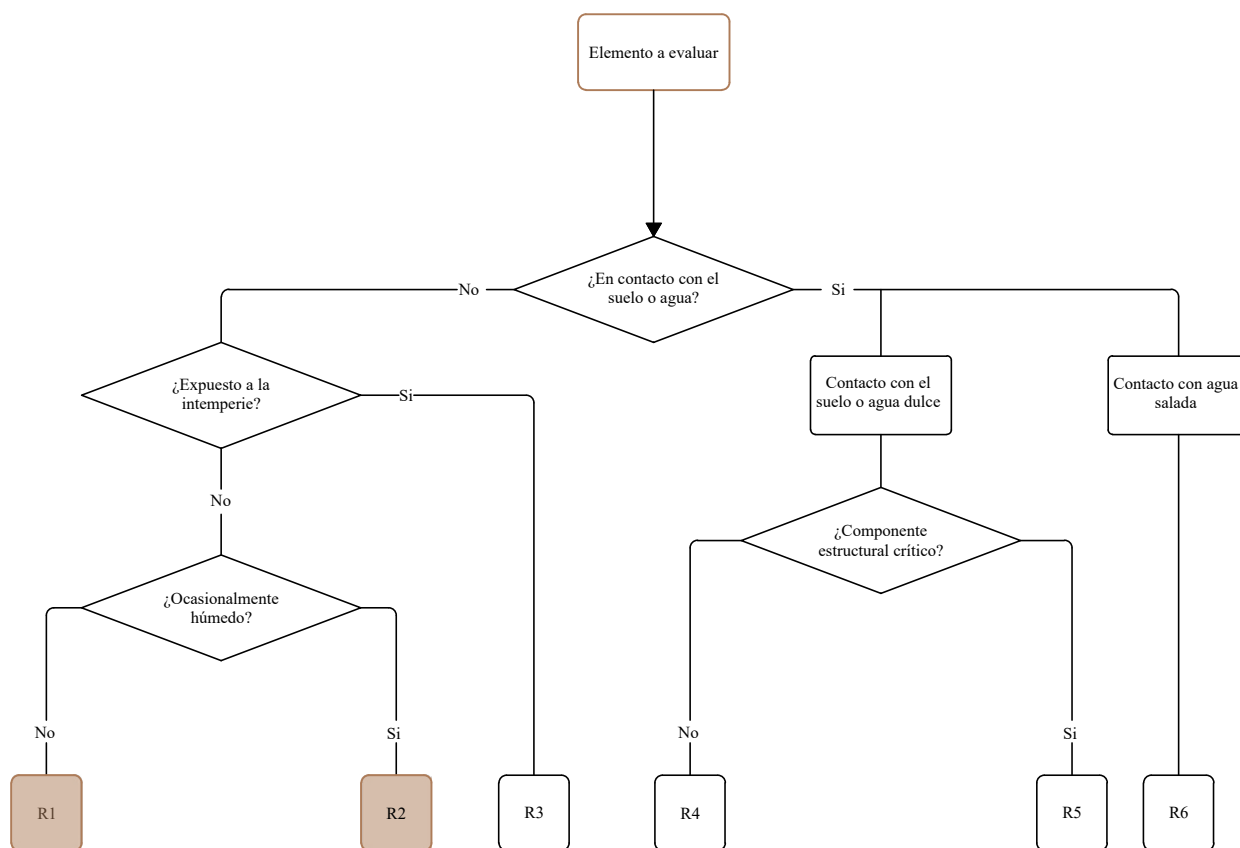 Elemento a evaluar
¿En contacto con el
suelo o agua?
No
Si
¿Expuesto a la
intemperie?
Si
Contacto con el
suelo o agua dulce
Contacto con agua
salada
No
¿Componente
estructural crítico?
¿Ocasionalmente
húmedo?
No
Si
No
Si
R1
R2
R3
R4
R5
R6